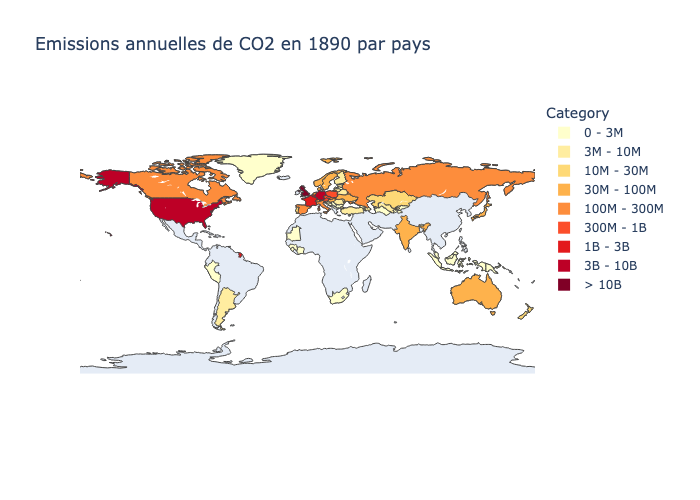 Emissions annuelles de CO2 en 1890 par pays
Category
0 - 3M
3M - 10M
10M - 30M
30M - 100M
100M - 300M
300M - 1B
1B - 3B
3B - 10B
> 10B